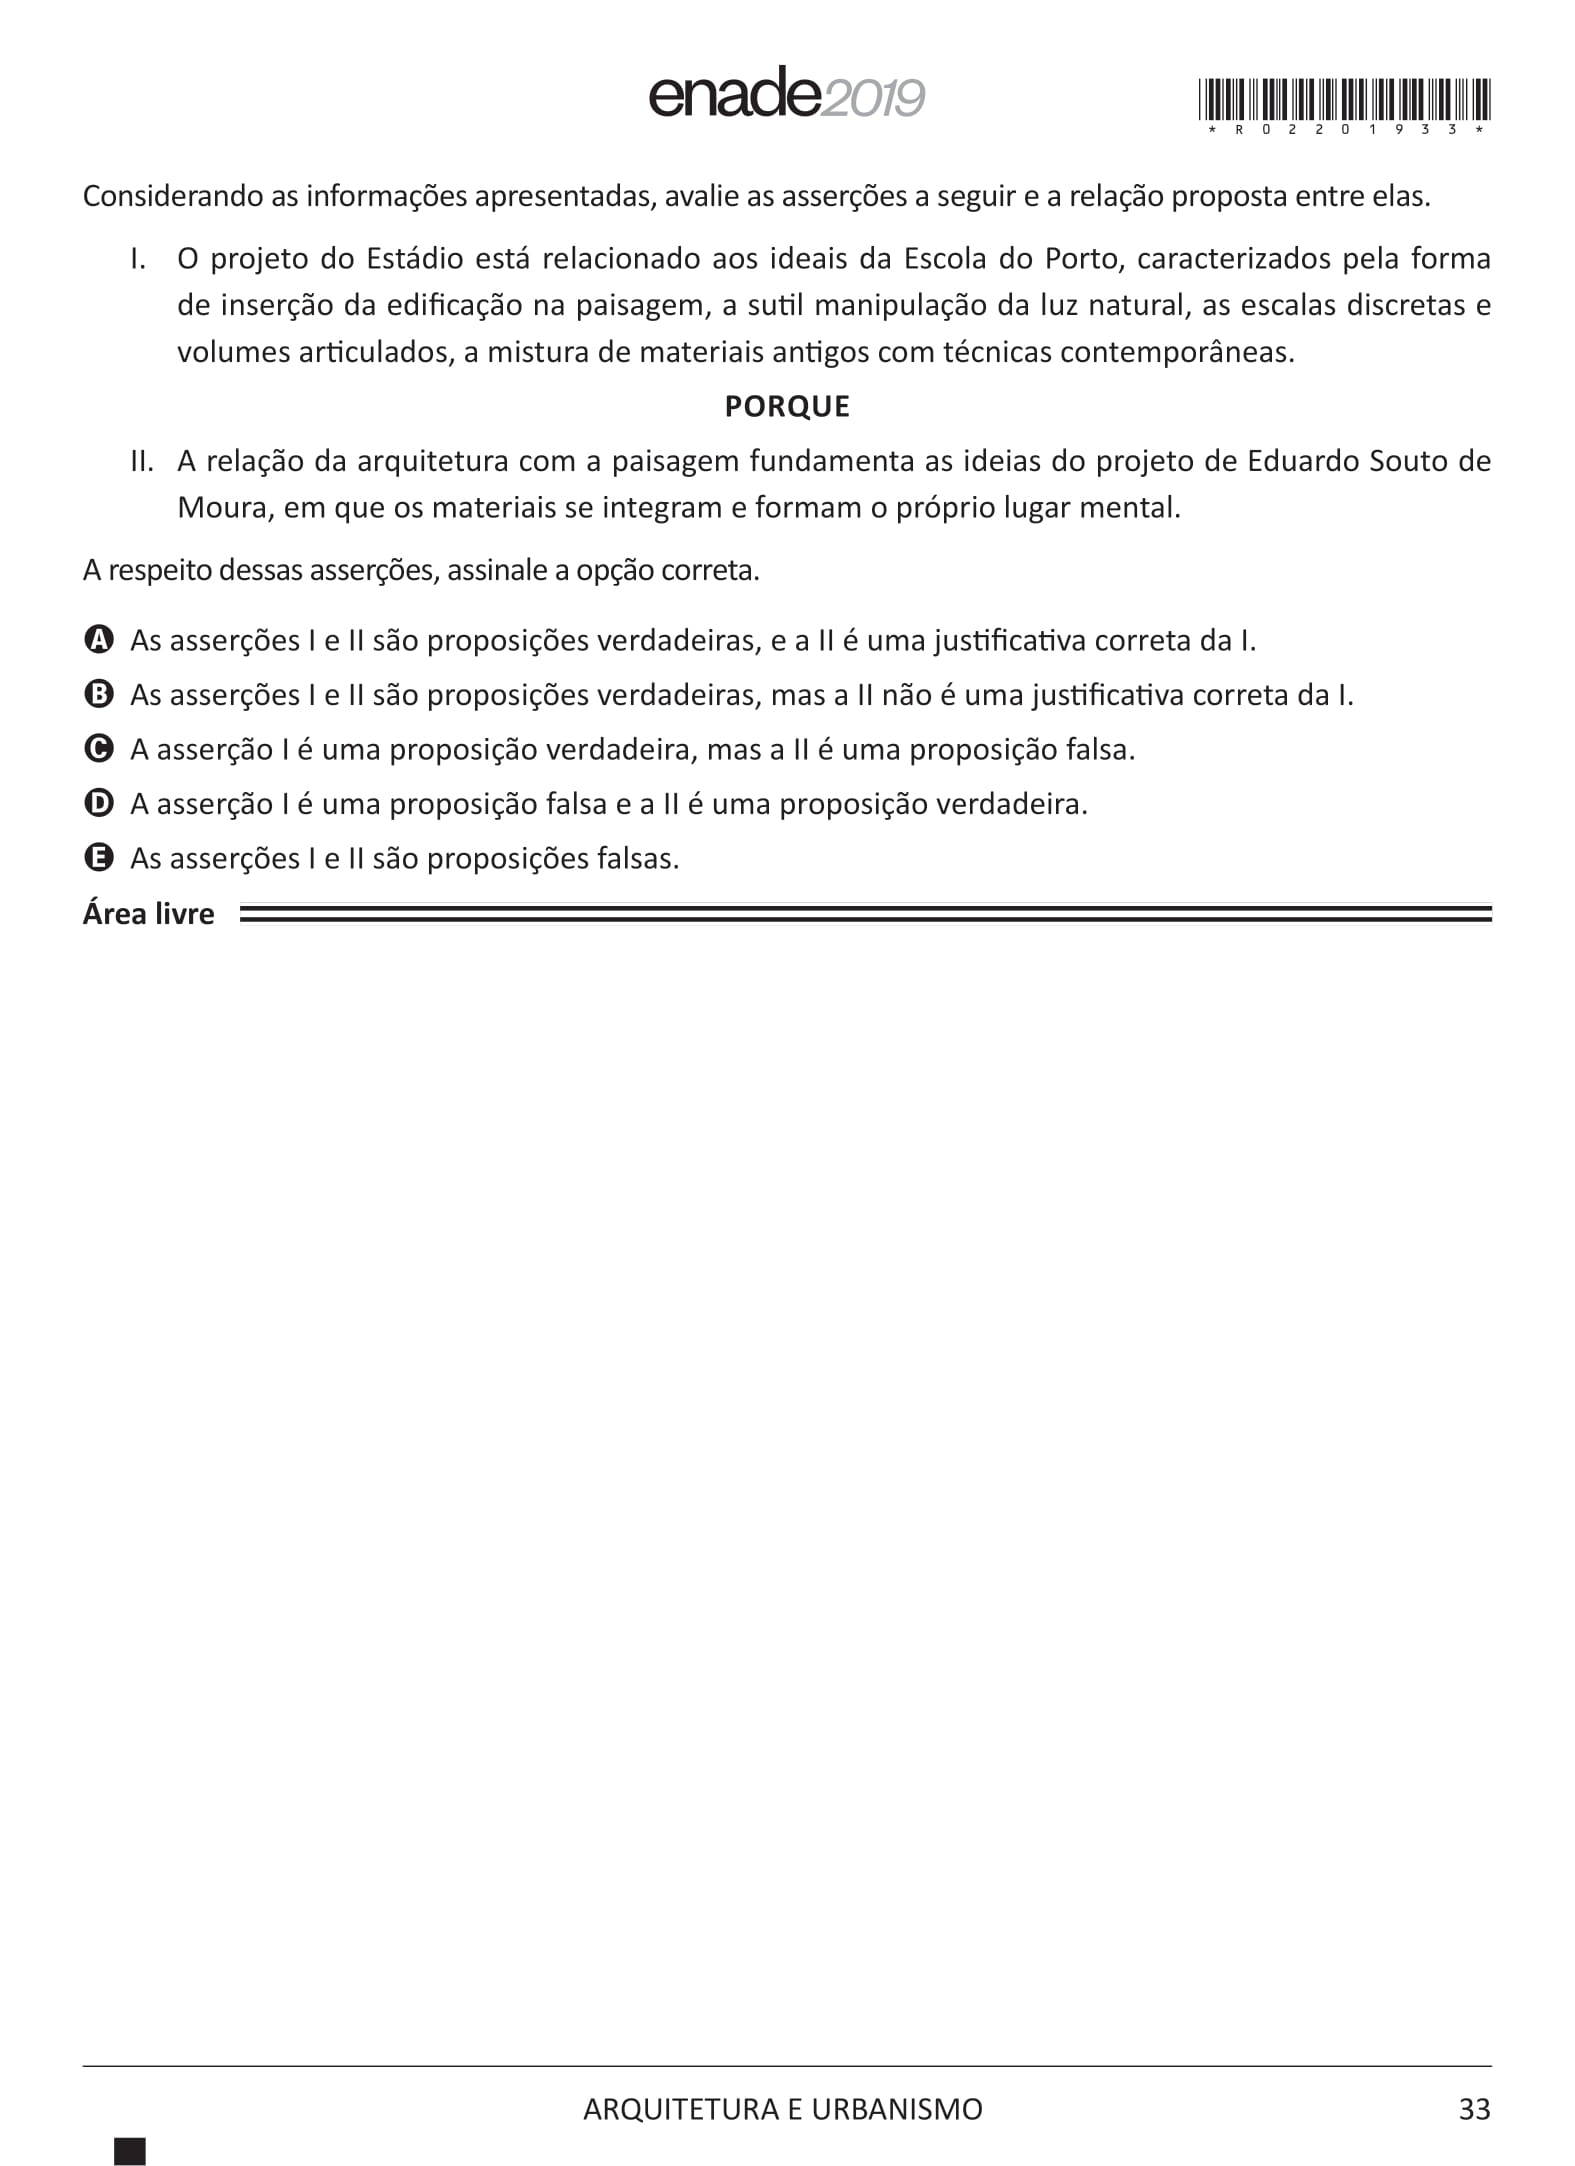 enade2019
*R02201933*
Considerando as informações apresentadas, avalie as asserções a seguir e a relação proposta entre elas.
I. O projeto do Estádio está relacionado aos ideais da Escola do Porto, caracterizados pela forma
de inserção da edificação na paisagem, a sutil manipulação da luz natural, as escalas discretas e
volumes articulados, a mistura de materiais antigos com técnicas contemporâneas.
PORQUE
II. A relação da arquitetura com a paisagem fundamenta as ideias do projeto de Eduardo Souto de
Moura, em que os materiais se integram e formam o próprio lugar mental.
A respeito dessas asserções, assinale a opção correta.
A As asserções I e II são proposições verdadeiras, e a II é uma justificativa correta da I.
B As asserções I e II são proposições verdadeiras, mas a II não é uma justificativa correta da I.
C A asserção I é uma proposição verdadeira, mas a II é uma proposição falsa.
D A asserção I é uma proposição falsa e a II é uma proposição verdadeira.
E As asserções I e II são proposições falsas.
Área livre
ARQUITETURA E URBANISMO
33